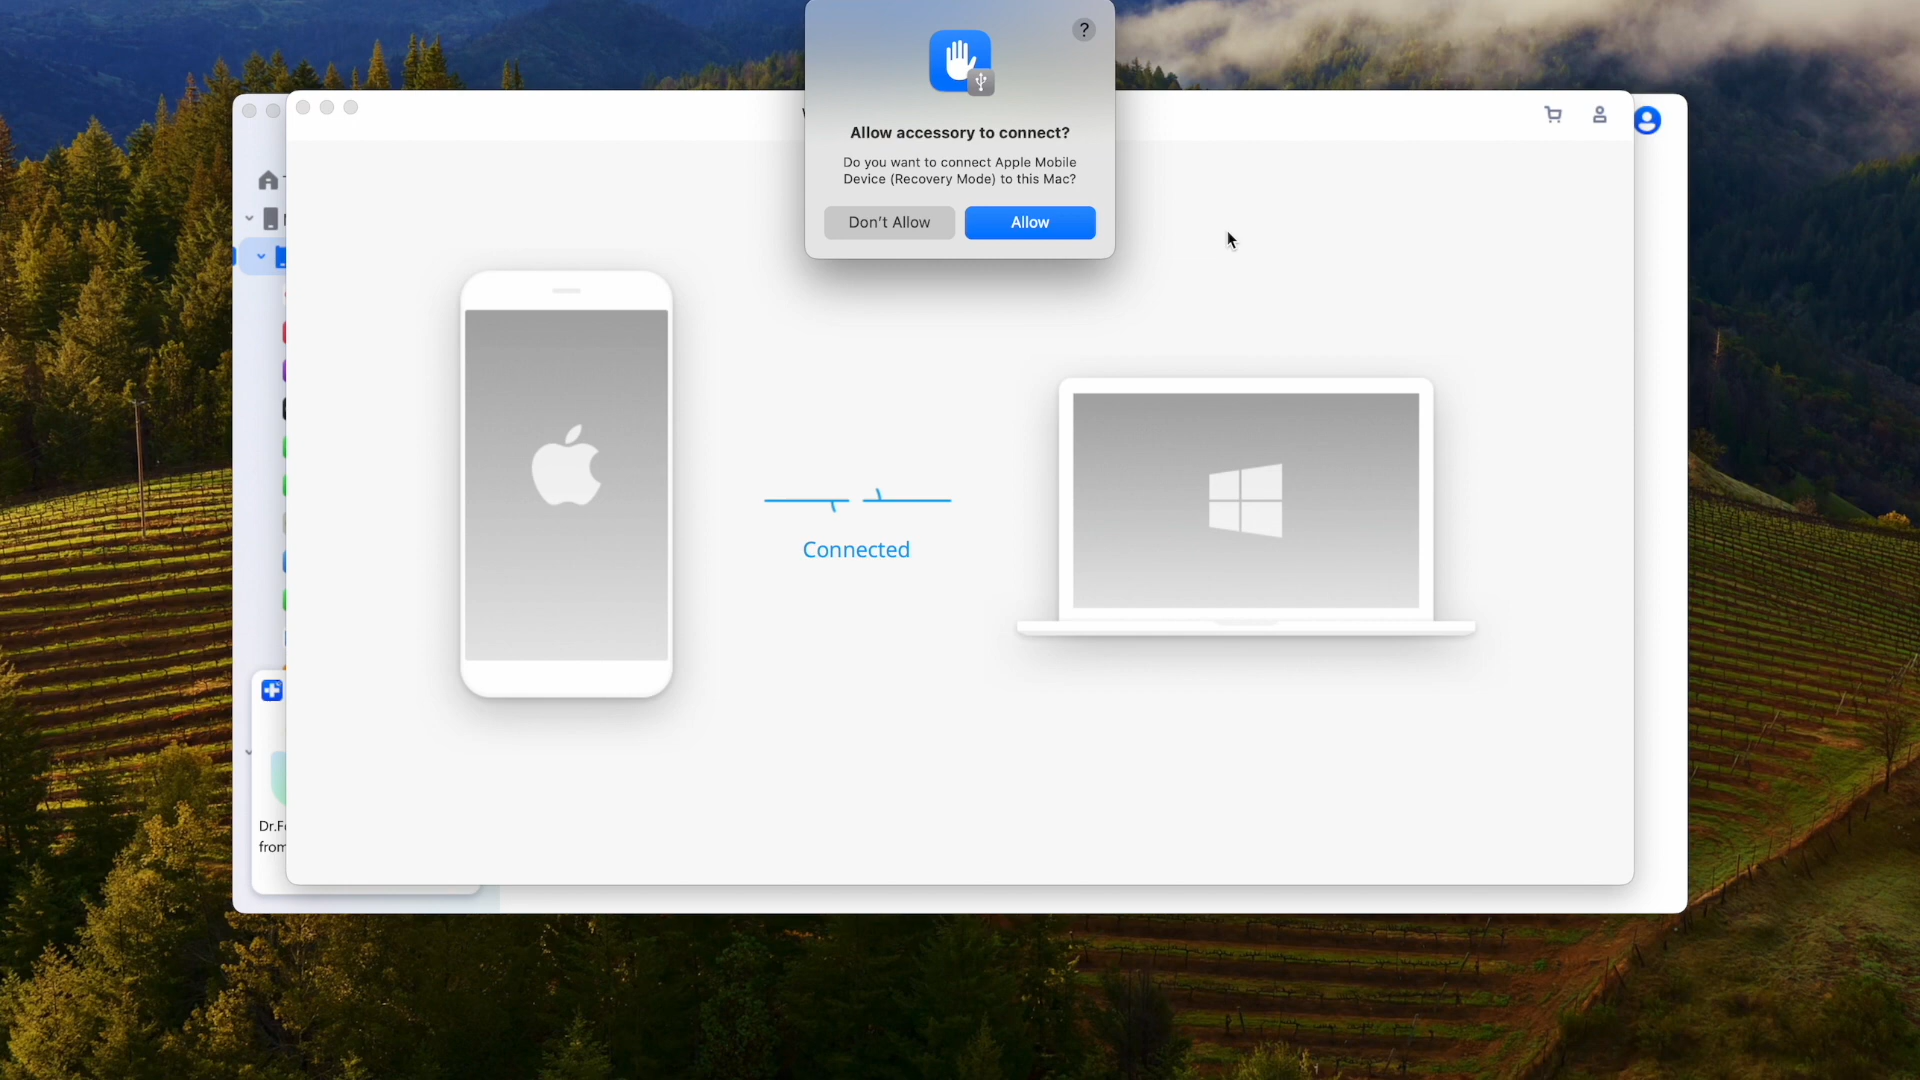 ?
Allow accessory to connect?
Do you want to connect Apple Mobile
Device (Recovery Mode) to this Mac?
Don't Allow
Allow
Connected
from